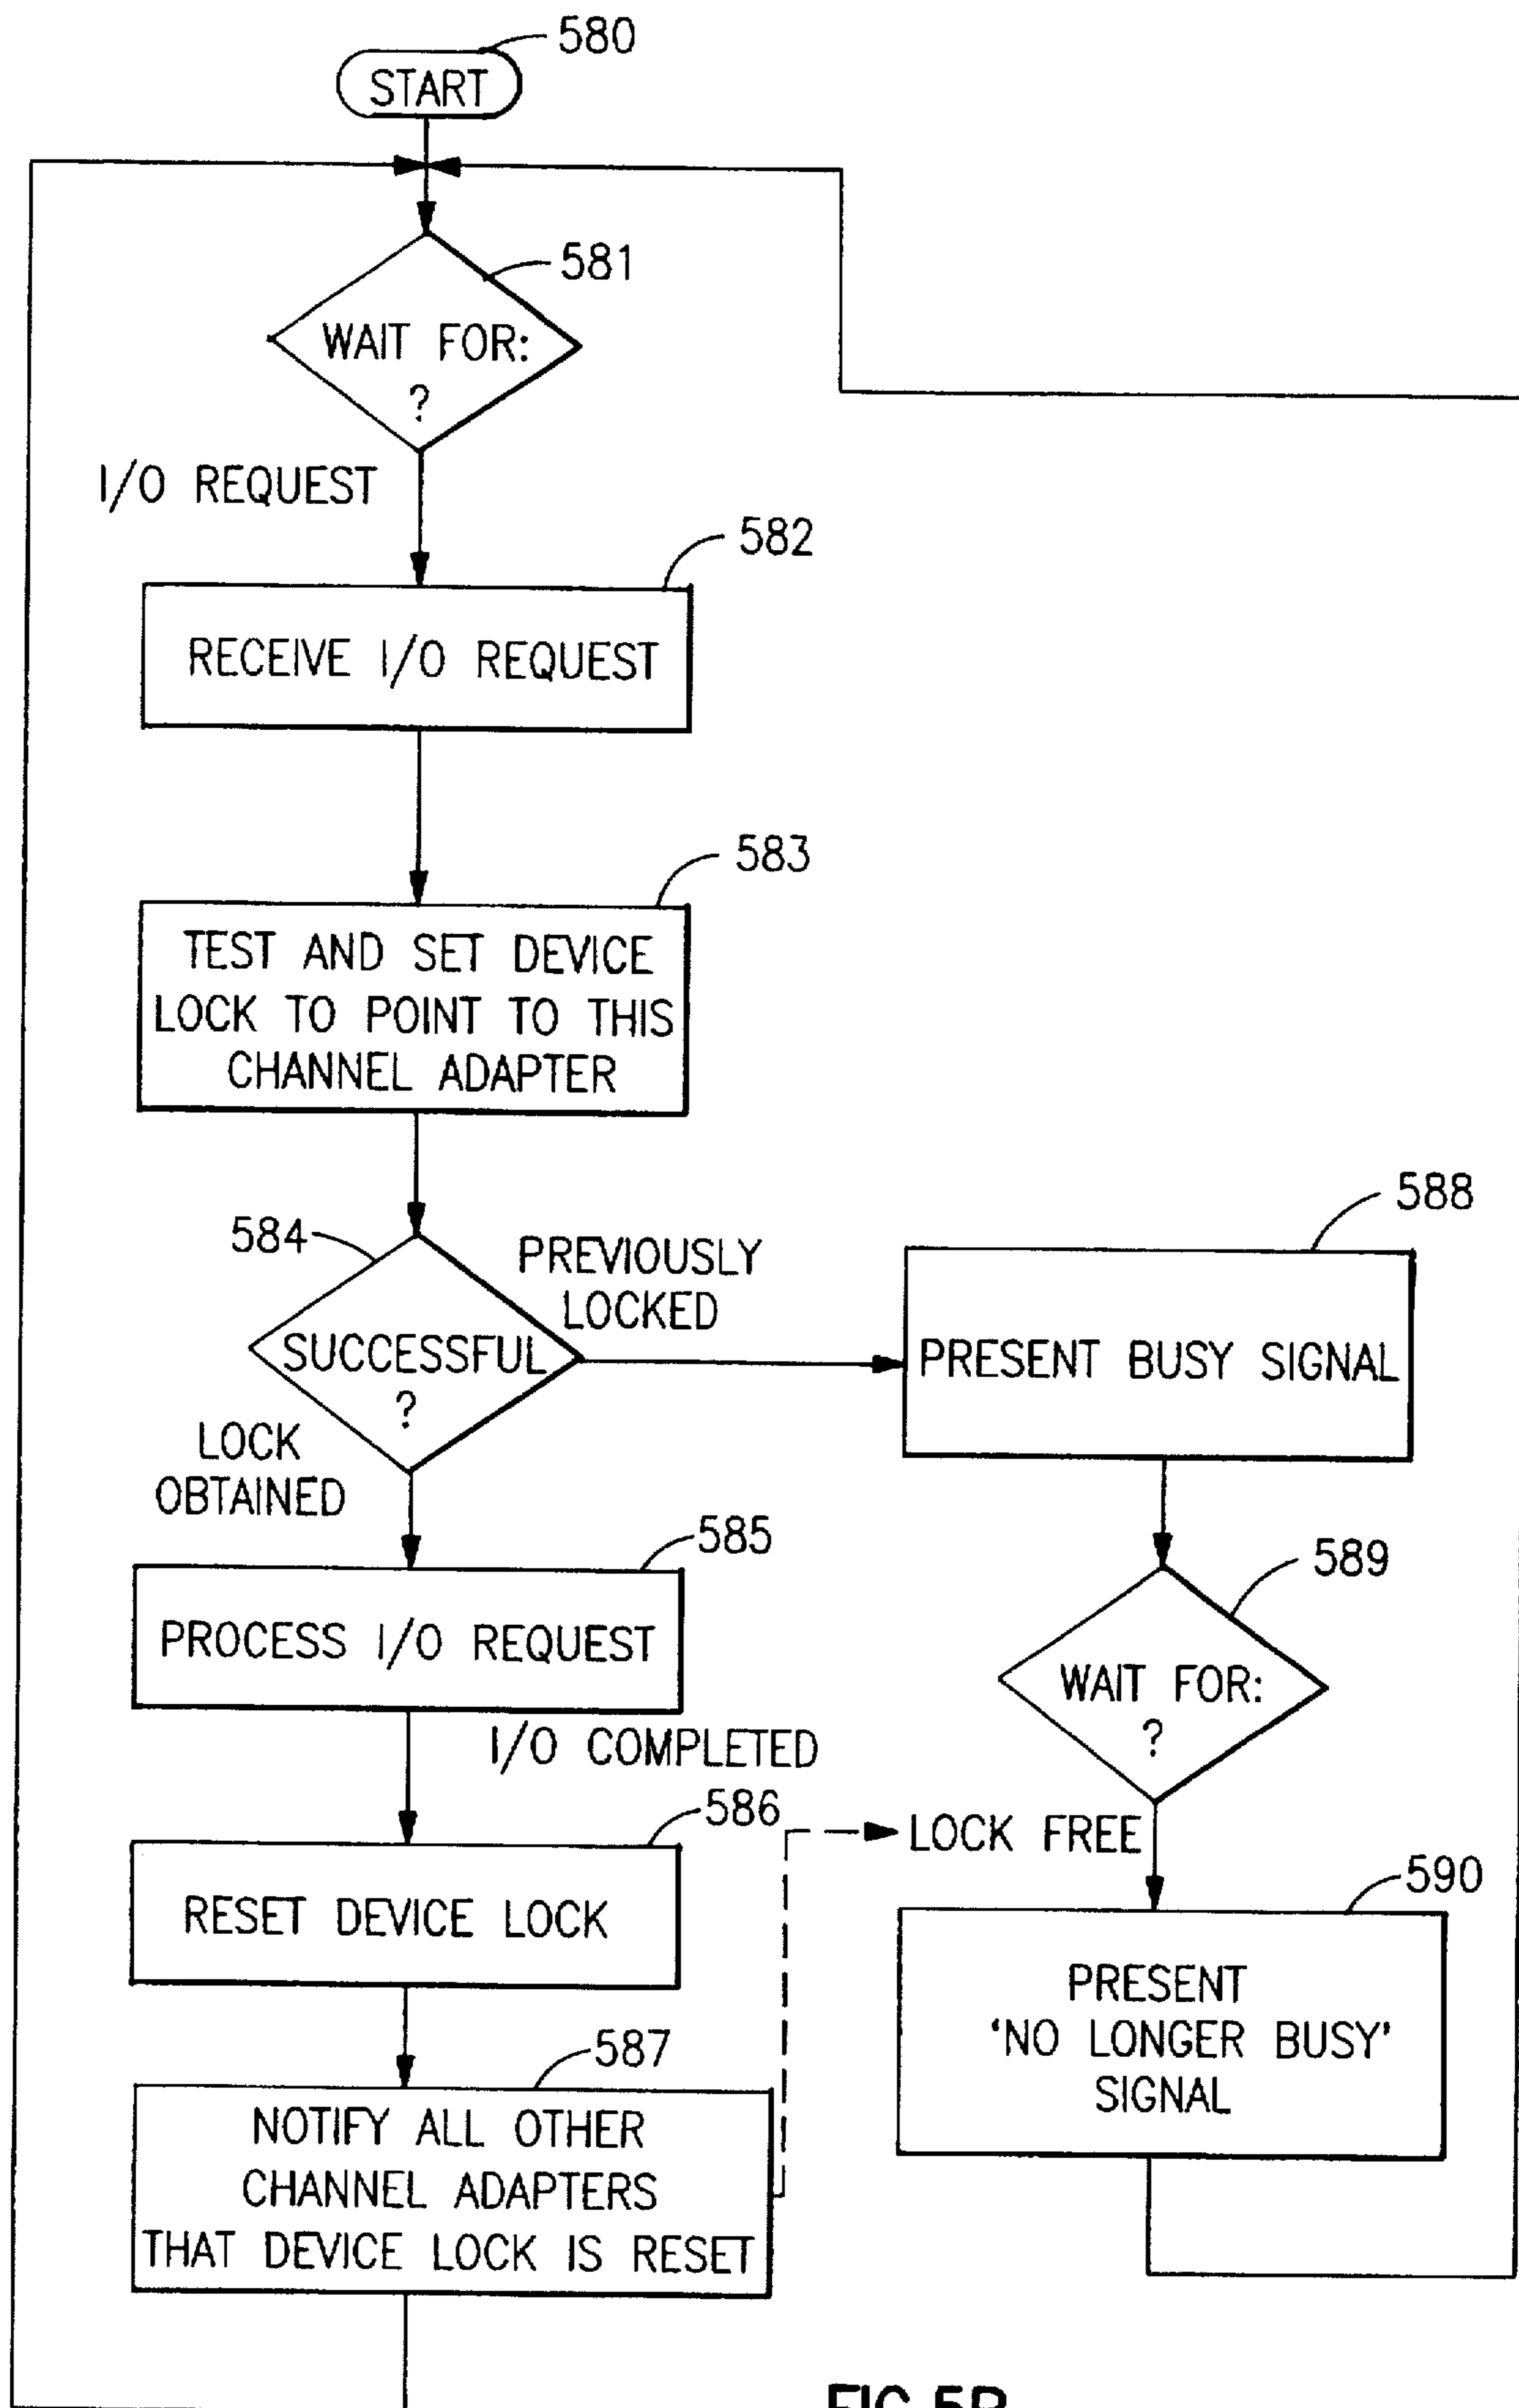 580
START
581
WAIT FOR:
?
I/O REQUEST
582
RECEIVE I/O REQUEST
583
TEST AND SET DEVICE
LOCK TO POINT TO THIS
CHANNEL ADAPTER
584
SUCCESSFUL
?
PREVIOUSLY
LOCKED
588
PRESENT BUSY SIGNAL
LOCK
OBTAINED
585
PROCESS I/O REQUEST
589
WAIT FOR:
?
I/O COMPLETED
586
RESET DEVICE LOCK
LOCK FREE
590
PRESENT
'NO LONGER BUSY'
SIGNAL
587
NOTIFY ALL OTHER
CHANNEL ADAPTERS
THAT DEVICE LOCK IS RESET